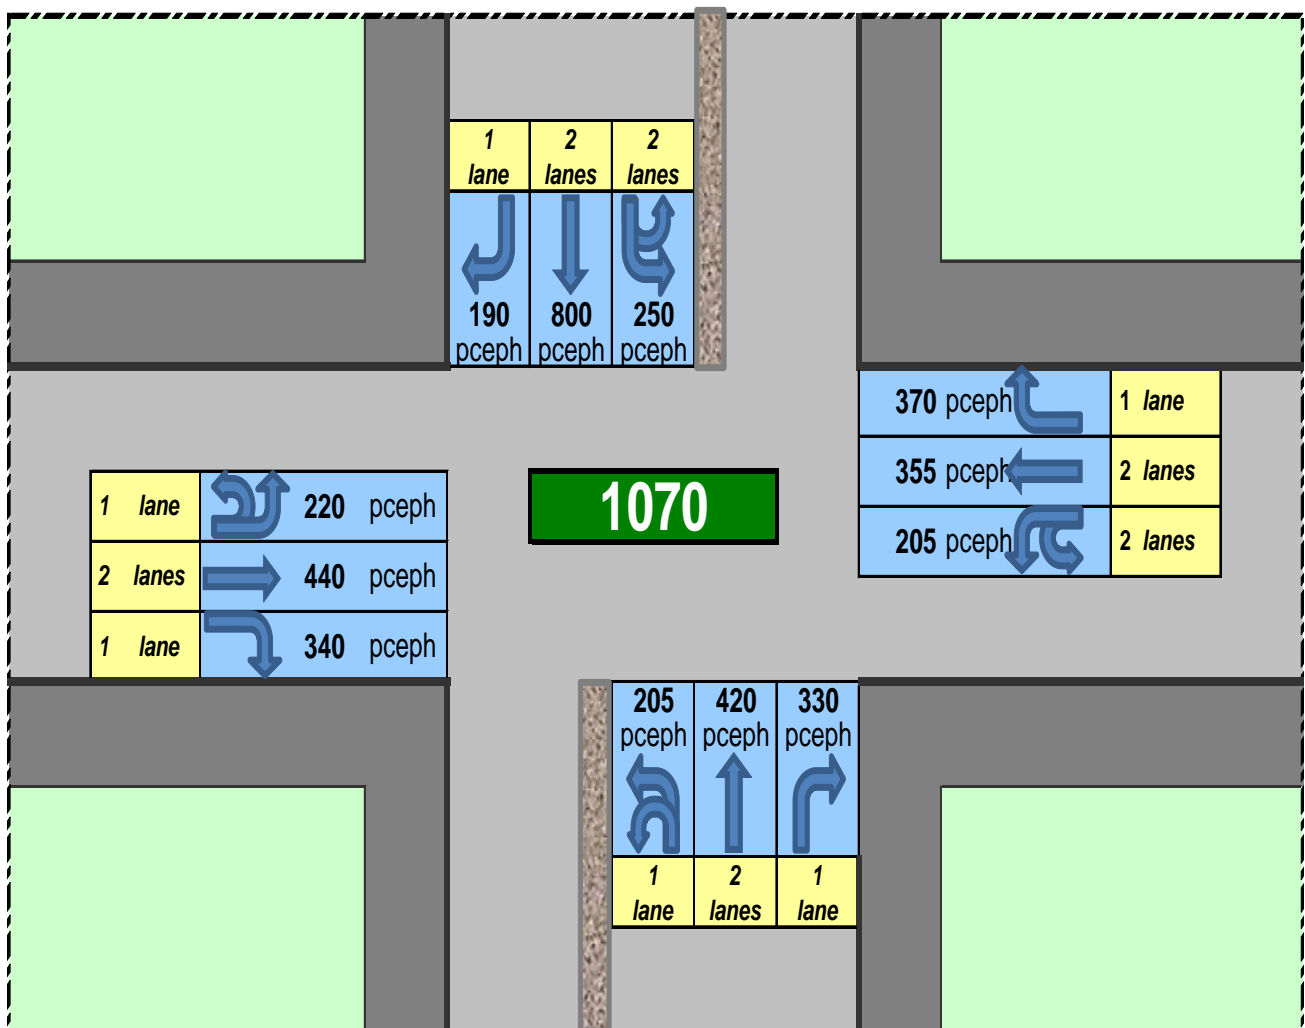 1 lane
2 lanes
2 lanes
190 pceph
800 pceph
250 pceph
370 pceph 1 lane
355 pceph 2 lanes
205 pceph 2 lanes
1070
1 lane 220 pceph
2 lanes 440 pceph
1 lane 340 pceph
205 pceph
420 pceph
330 pceph
1 lane
2 lanes
1 lane